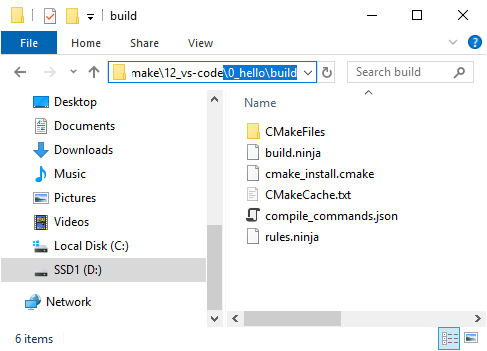 build
File Home Share View
make\12_vs-code\0_hello\build
Search build
Desktop
Documents
Downloads
Music
Pictures
Videos
Local Disk (C:)
SSD1 (D:)
Network
Name
CMakeFiles
build.ninja
cmake_install.cmake
CMakeCache.txt
compile_commands.json
rules.ninja
6 items